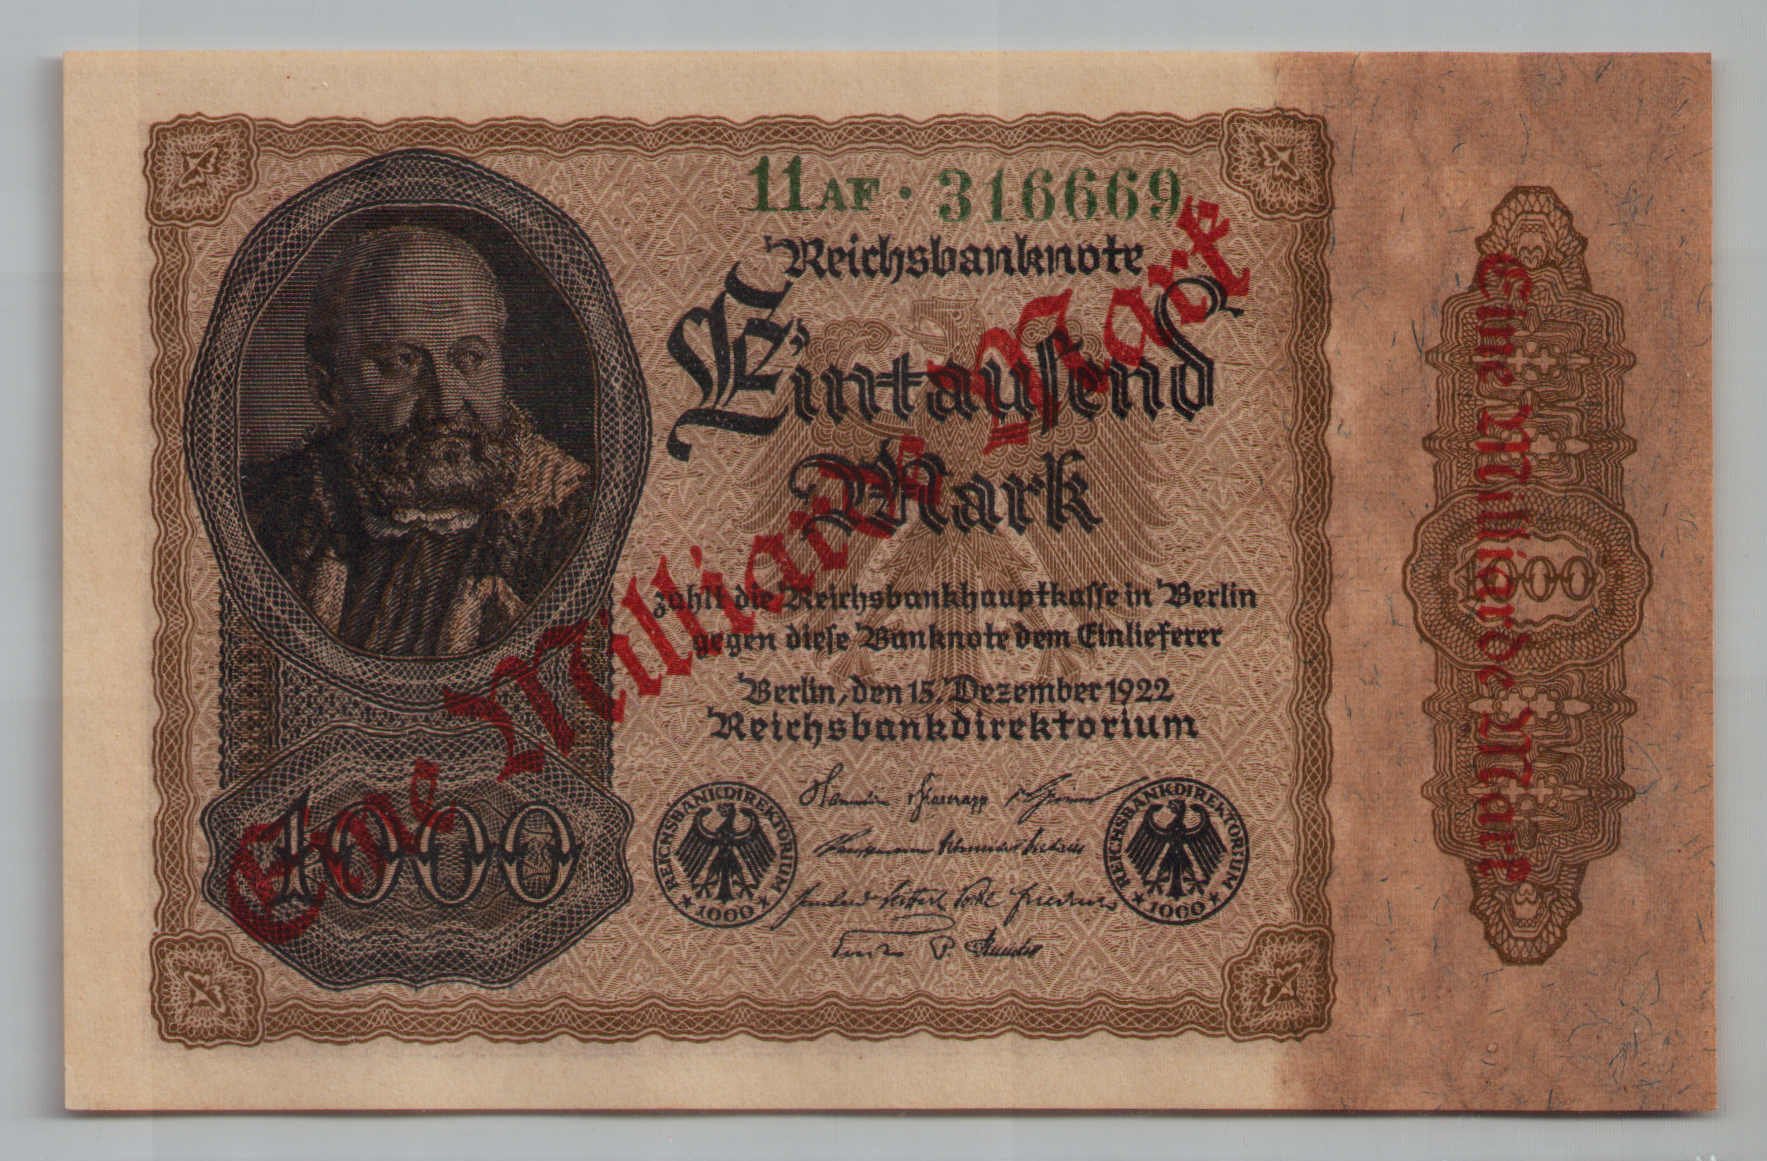 11AF · 316669
Reichsbanknote
Eintausend
Mark
zahlt die Reichsbankhauptkasse in Berlin
gegen diese Banknote dem Einlieferer
Berlin, den 15. Dezember 1922
Reichsbankdirektorium
Eine Milliarde Mark
1000
REICHSBANKDIREKTORIUM
★ 1000 ★
REICHSBANKDIREKTORIUM
★ 1000 ★
Eine Milliarde Mark
1000